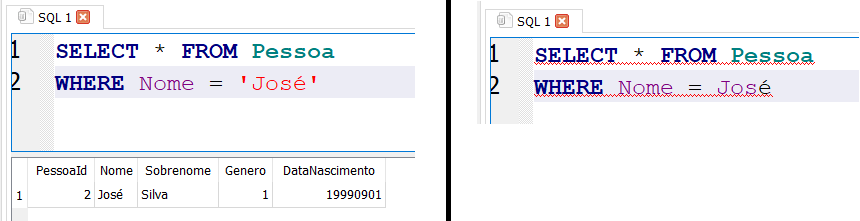 SQL 1
1 SELECT * FROM Pessoa
2 WHERE Nome = 'José'
PessoaId Nome Sobrenome Genero DataNascimento
1 2 José Silva 1 19990901
SQL 1
1 SELECT * FROM Pessoa
2 WHERE Nome = José